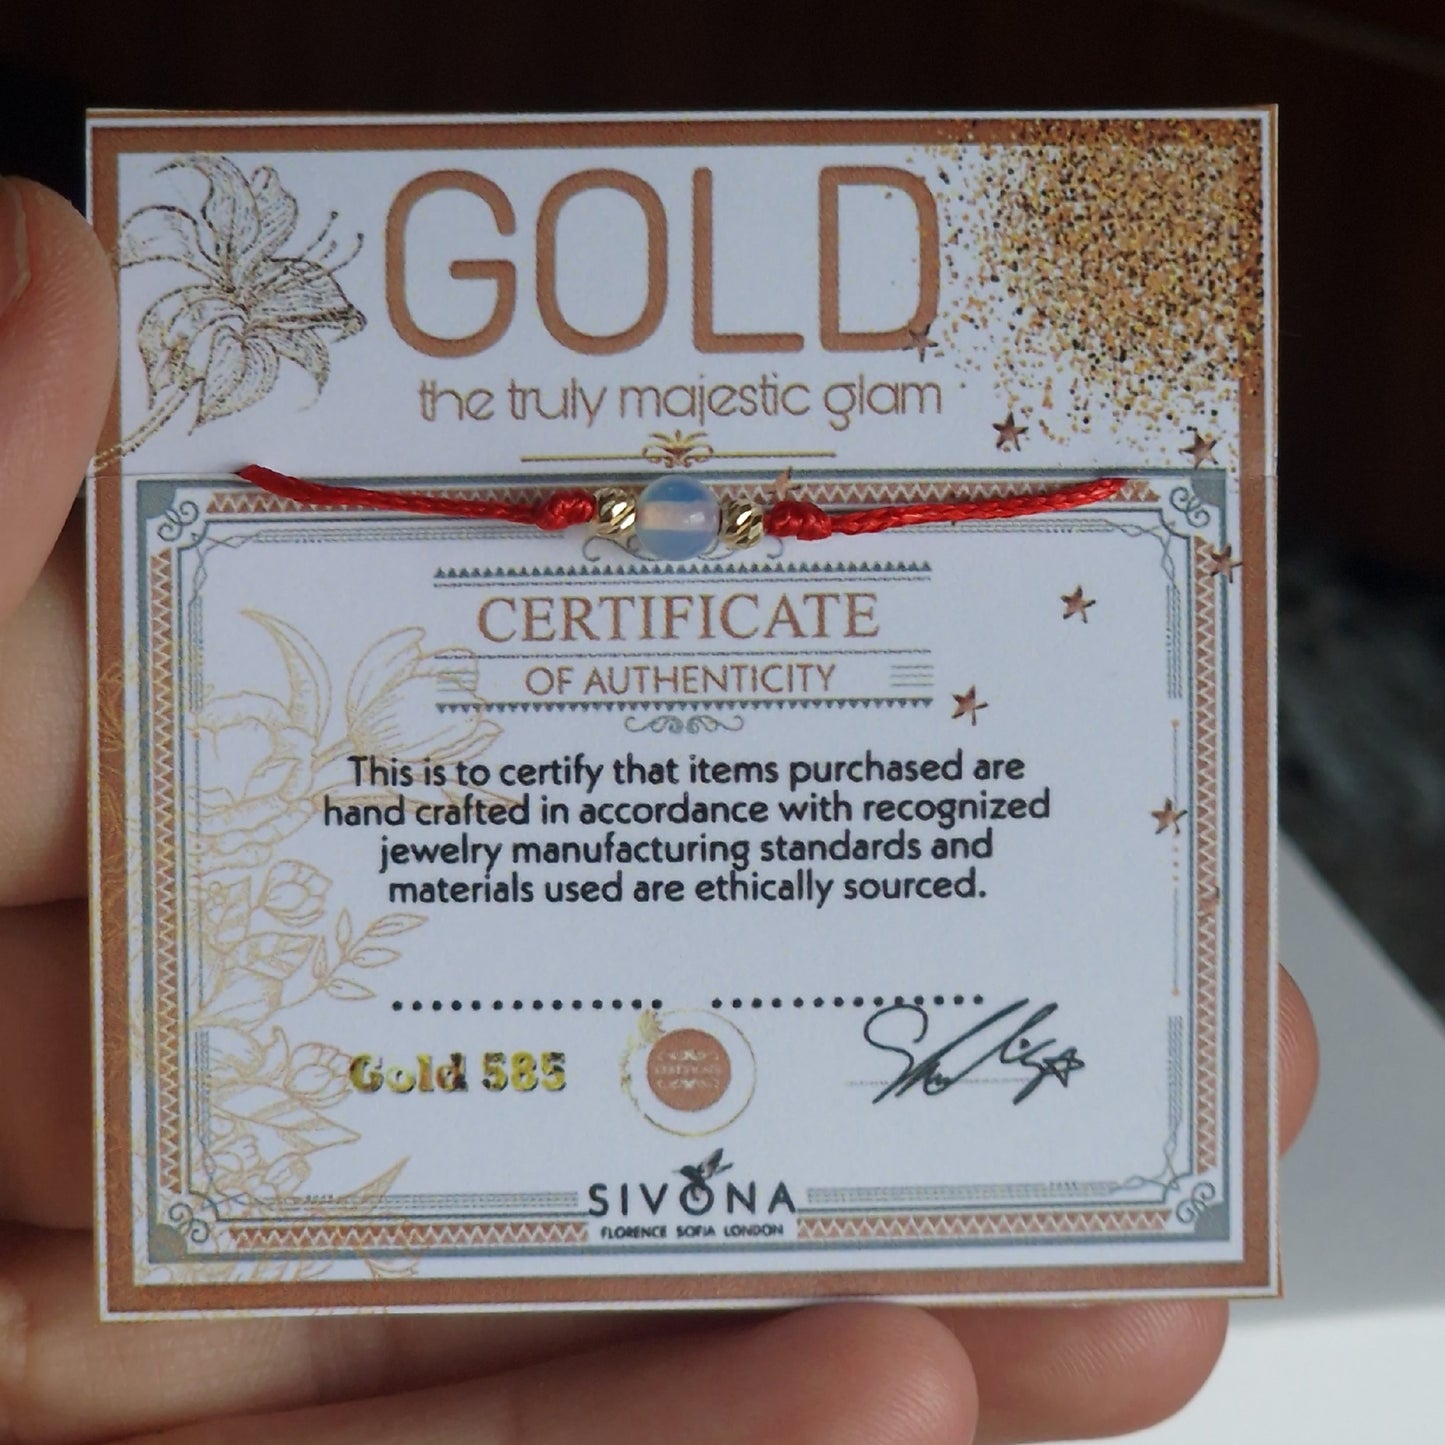 GOLD
the truly majestic glam
CERTIFICATE
OF AUTHENTICITY
This is to certify that items purchased are
hand crafted in accordance with recognized
jewelry manufacturing standards and
materials used are ethically sourced.
Gold 585
SIVONA
FLORENCE SOFIA LONDON